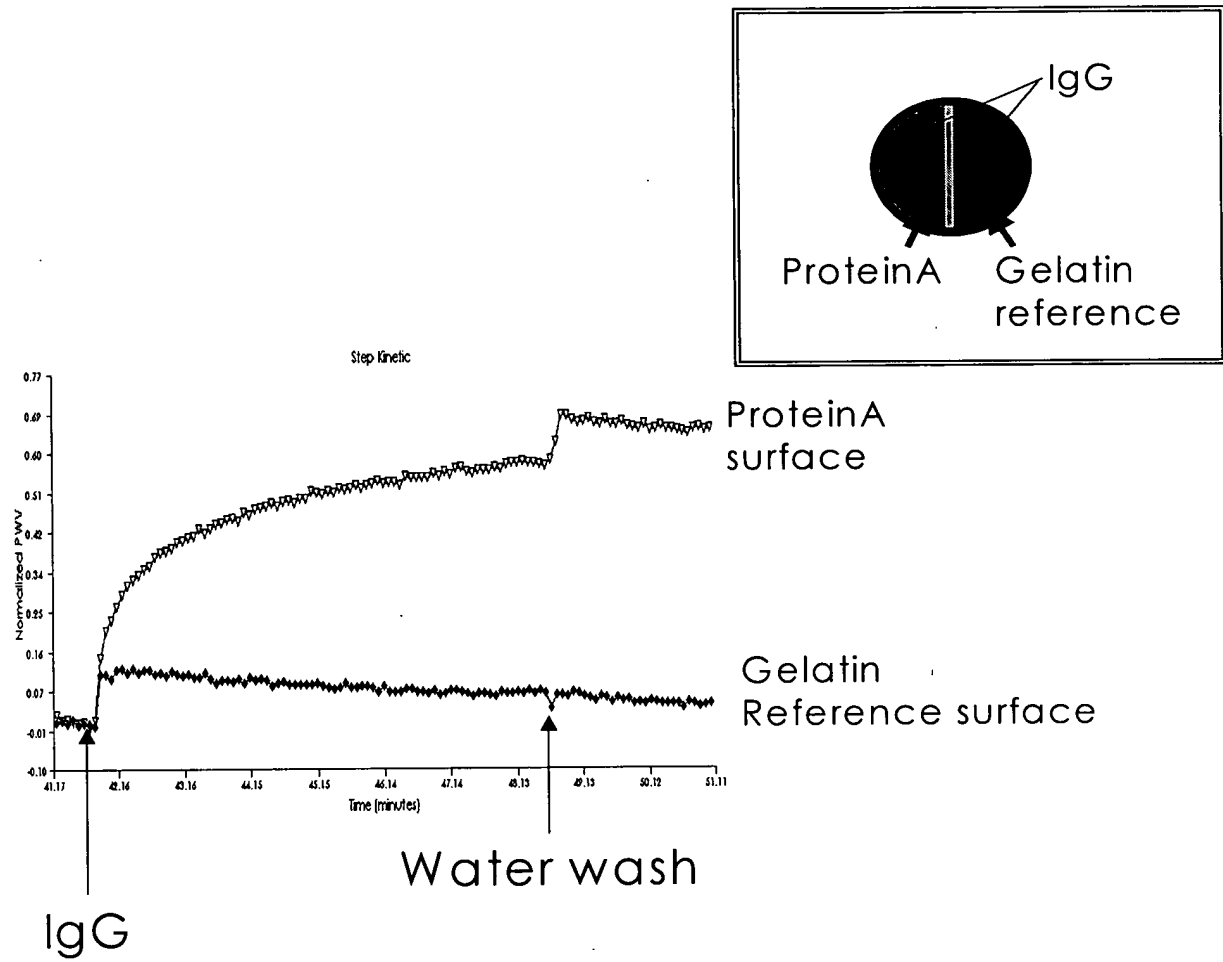 IgG
ProteinA
Gelatin
reference
Step Kinetic
Normalized PWV
0.77
0.69
0.60
0.51
0.42
0.34
0.25
0.16
0.07
-0.01
-0.10
41.17
42.16
43.16
44.15
45.15
46.14
47.14
48.13
49.13
50.12
51.11
Time (minutes)
ProteinA
surface
Gelatin
Reference surface
Water wash
IgG